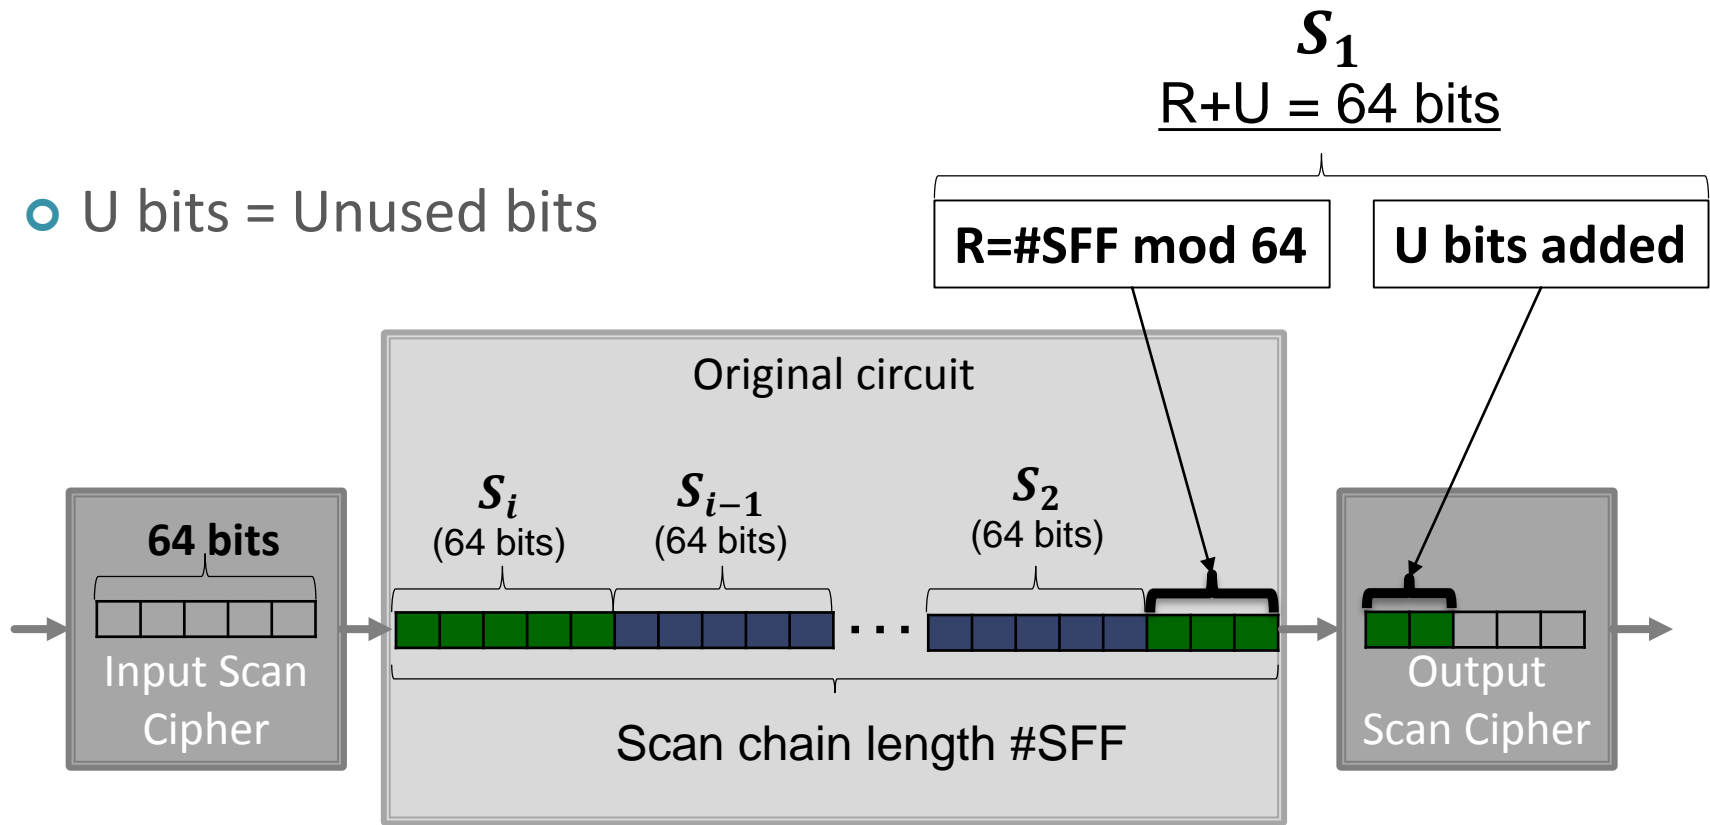 S₁
R+U = 64 bits
U bits = Unused bits
R=#SFF mod 64
U bits added
Original circuit
Sᵢ
(64 bits)
Sᵢ₋₁
(64 bits)
S₂
(64 bits)
64 bits
...
Input Scan
Cipher
Output
Scan Cipher
Scan chain length #SFF